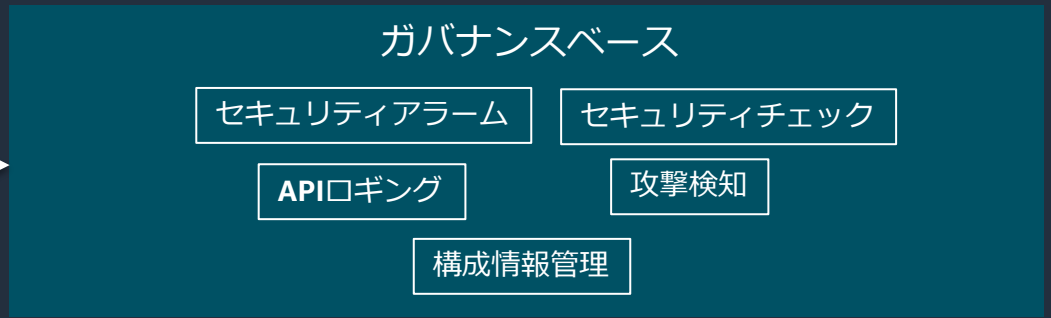 ガバナンスベース
セキュリティアラーム
セキュリティチェック
APIロギング
攻撃検知
構成情報管理